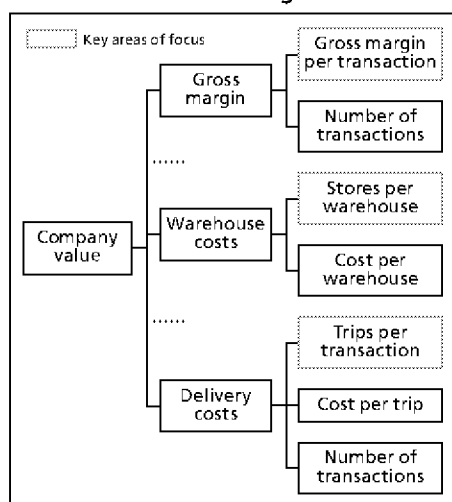 Key areas of focus
Gross margin
per transaction
Gross
margin
Number of
transactions
......
Stores per
warehouse
Company
value
Warehouse
costs
Cost per
warehouse
......
Trips per
transaction
Delivery
costs
Cost per trip
Number of
transactions